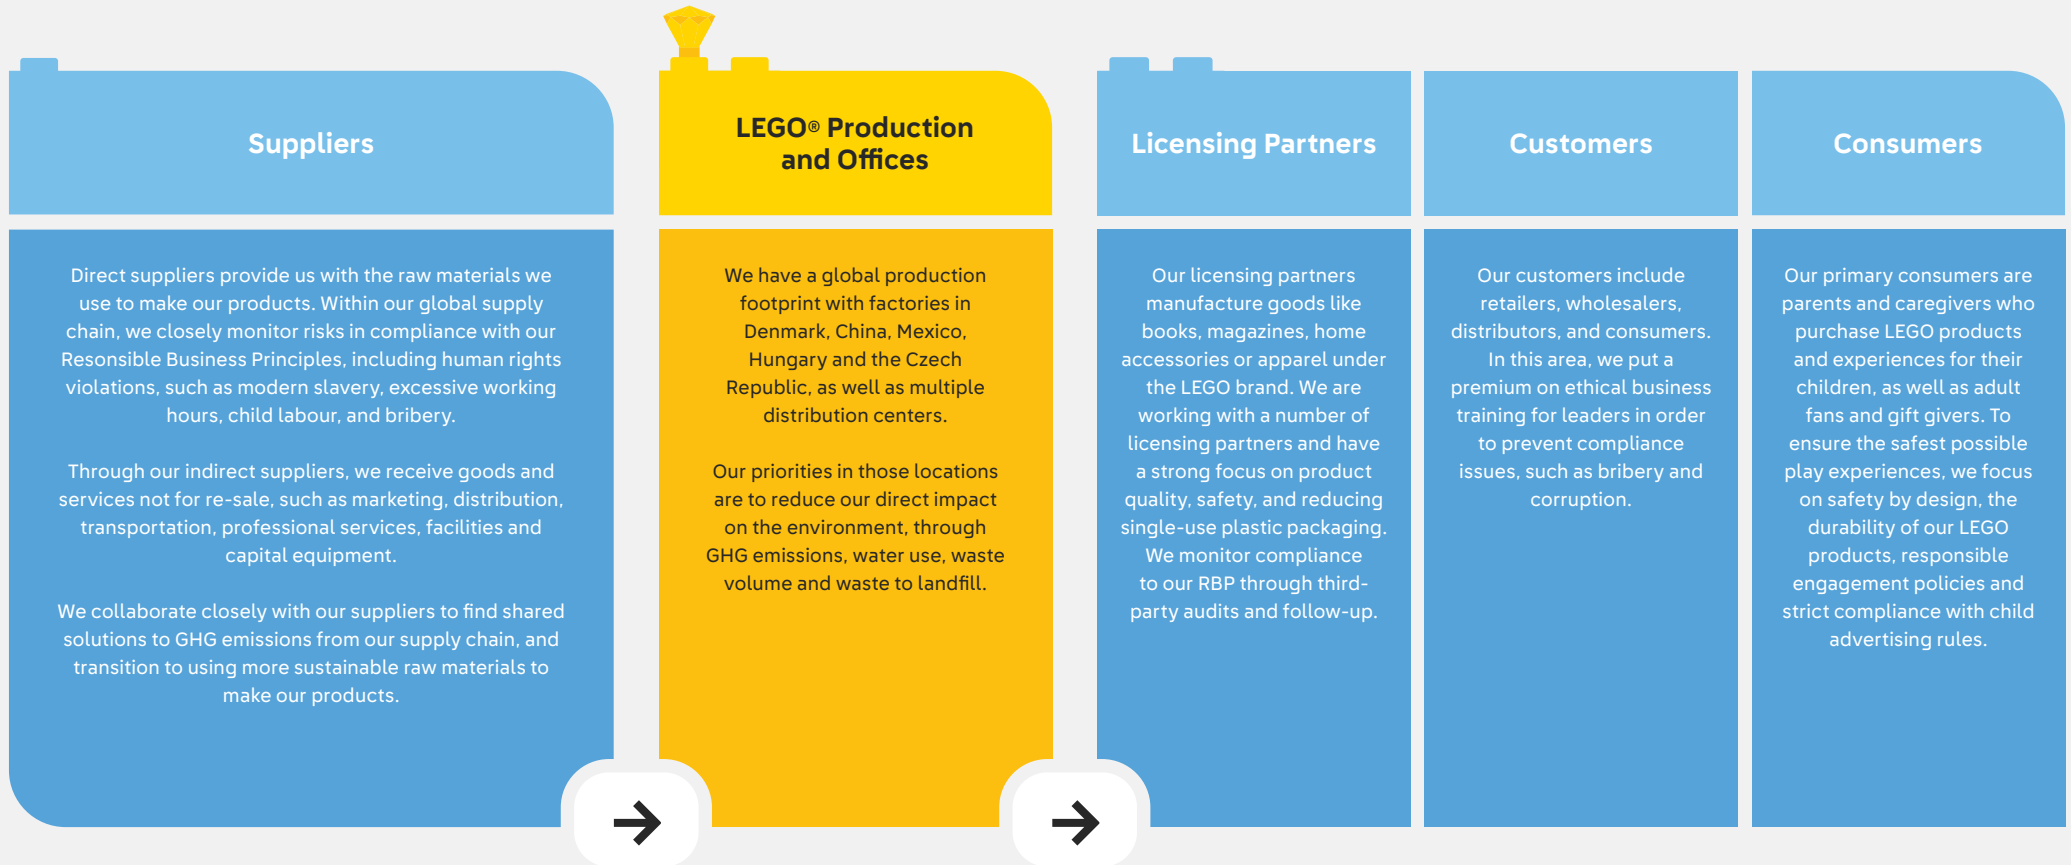 Suppliers
Direct suppliers provide us with the raw materials we
use to make our products. Within our global supply
chain, we closely monitor risks in compliance with our
Resonsible Business Principles, including human rights
violations, such as modern slavery, excessive working
hours, child labour, and bribery.
Through our indirect suppliers, we receive goods and
services not for re-sale, such as marketing, distribution,
transportation, professional services, facilities and
capital equipment.
We collaborate closely with our suppliers to find shared
solutions to GHG emissions from our supply chain, and
transition to using more sustainable raw materials to
make our products.
LEGO® Production
and Offices
We have a global production
footprint with factories in
Denmark, China, Mexico,
Hungary and the Czech
Republic, as well as multiple
distribution centers.
Our priorities in those locations
are to reduce our direct impact
on the environment, through
GHG emissions, water use, waste
volume and waste to landfill.
Licensing Partners
Our licensing partners
manufacture goods like
books, magazines, home
accessories or apparel under
the LEGO brand. We are
working with a number of
licensing partners and have
a strong focus on product
quality, safety, and reducing
single-use plastic packaging.
We monitor compliance
to our RBP through third-
party audits and follow-up.
Customers
Our customers include
retailers, wholesalers,
distributors, and consumers.
In this area, we put a
premium on ethical business
training for leaders in order
to prevent compliance
issues, such as bribery and
corruption.
Consumers
Our primary consumers are
parents and caregivers who
purchase LEGO products
and experiences for their
children, as well as adult
fans and gift givers. To
ensure the safest possible
play experiences, we focus
on safety by design, the
durability of our LEGO
products, responsible
engagement policies and
strict compliance with child
advertising rules.